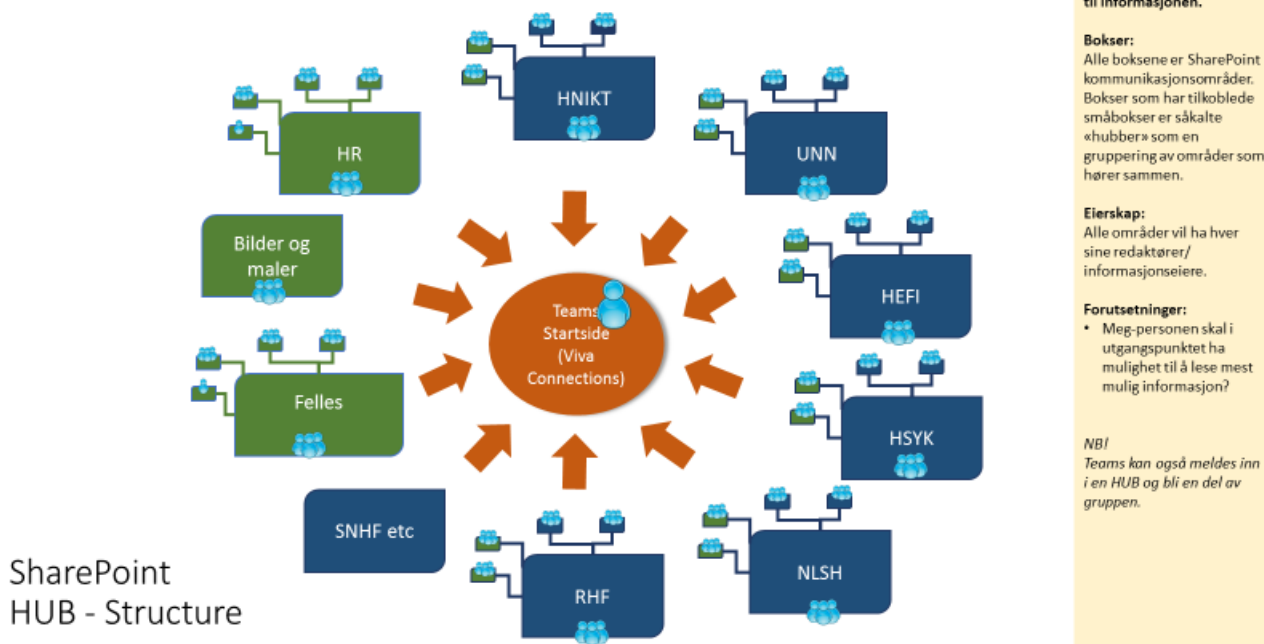 HNIKT
HR
UNN
Bilder og
maler
HEFI
Teams
Startside
(Viva
Connections)
Felles
HSYK
SNHF etc
RHF
NLSH
SharePoint
HUB - Structure
til informasjonen.
Bokser:
Alle boksene er SharePoint
kommunikasjonsområder.
Bokser som har tilkoblede
småbokser er såkalte
«hubber» som en
gruppering av områder som
hører sammen.
Eierskap:
Alle områder vil ha hver
sine redaktører/
informasjonseiere.
Forutsetninger:
• Meg-personen skal i
utgangspunktet ha
mulighet til å lese mest
mulig informasjon?
NB!
Teams kan også meldes inn
i en HUB og bli en del av
gruppen.